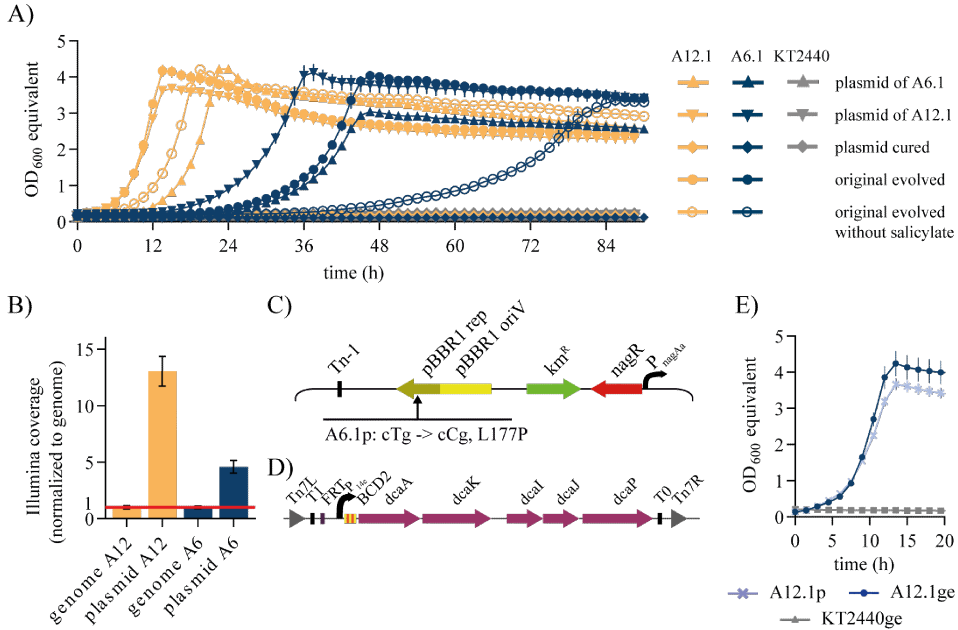 A)
OD600 equivalent
5
4
3
2
1
0
0 12 24 36 48 60 72 84
time (h)
A12.1 A6.1 KT2440
plasmid of A6.1
plasmid of A12.1
plasmid cured
original evolved
original evolved
without salicylate
B)
Illumina coverage
(normalized to genome)
15
10
5
1
0
genome A12
plasmid A12
genome A6
plasmid A6
C)
Tn-1
pBBR1 rep
pBBR1 oriV
kmR
nagR
PnagAa
A6.1p: cTg -> cCg, L177P
D)
Tn7L
T1
FRT
P14e
BCD2
dcaA
dcaK
dcaI
dcaJ
dcaP
T0
Tn7R
E)
OD600 equivalent
5
4
3
2
1
0
0 5 10 15 20
time (h)
A12.1p A12.1ge
KT2440ge